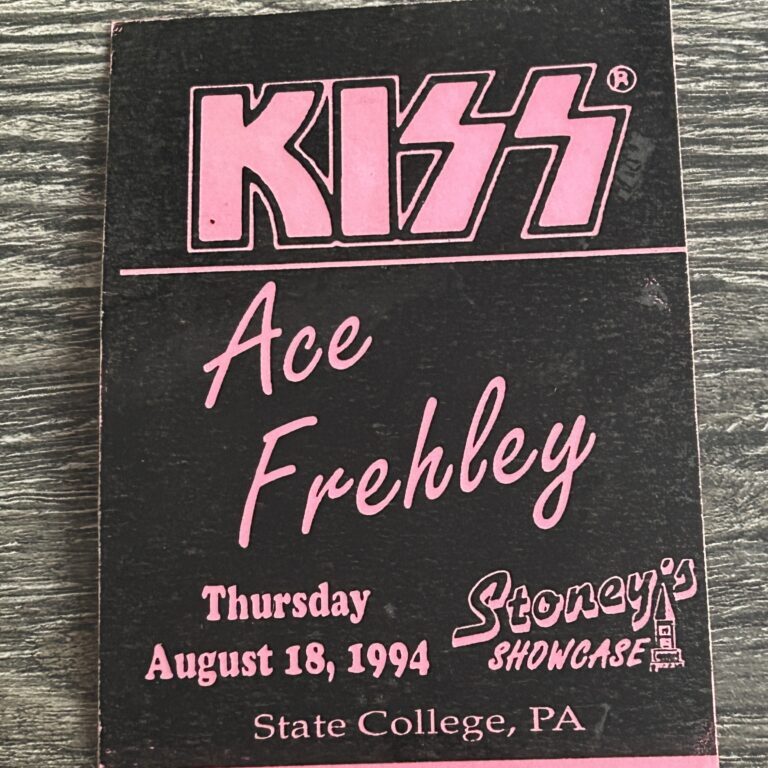 KISS®
Ace
Frehley
Thursday
August 18, 1994
Stoney's
SHOWCASE
State College, PA